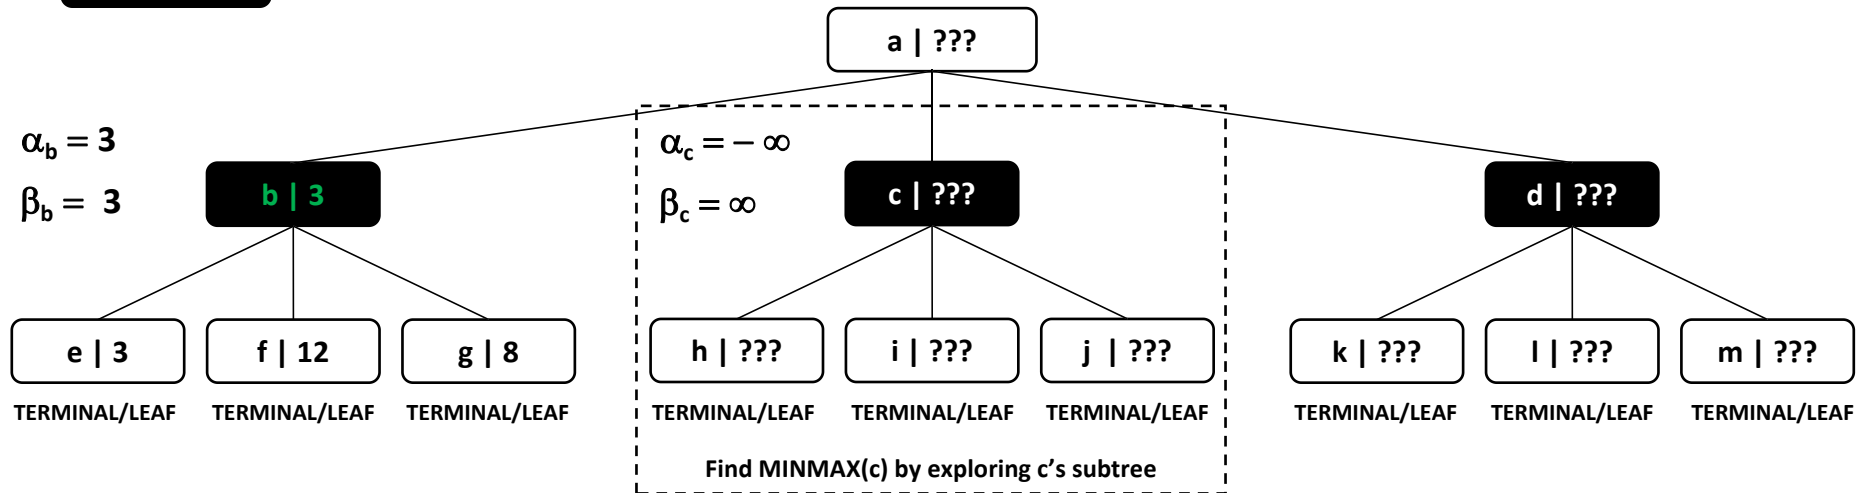 a | ???
α_b = 3
β_b = 3
α_c = − ∞
β_c = ∞
b | 3
c | ???
d | ???
e | 3
f | 12
g | 8
h | ???
i | ???
j | ???
k | ???
l | ???
m | ???
TERMINAL/LEAF TERMINAL/LEAF TERMINAL/LEAF TERMINAL/LEAF TERMINAL/LEAF TERMINAL/LEAF TERMINAL/LEAF TERMINAL/LEAF TERMINAL/LEAF
Find MINMAX(c) by exploring c’s subtree